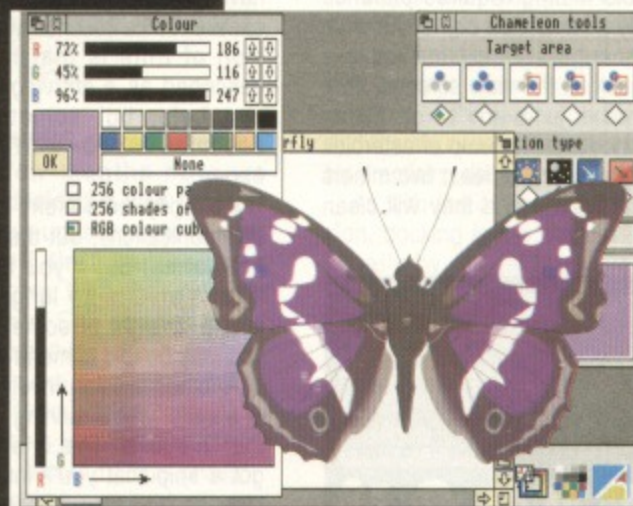 Colour
R 72% 186
G 45% 116
B 96% 247
OK
None
256 colour pa
256 shades of
RGB colour cub
G
R B
rfly
Chameleon tools
Target area
tion type